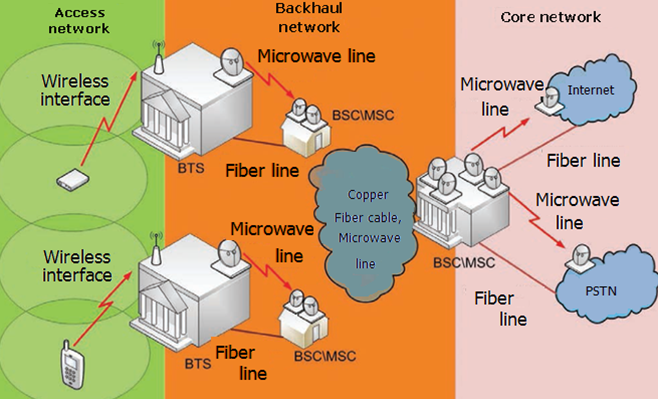 Access
network
Backhaul
network
Core network
Wireless
interface
Microwave line
BSC\MSC
BTS
Fiber line
Wireless
interface
Microwave
line
BSC\MSC
BTS
Fiber
line
Copper
Fiber cable,
Microwave
line
Microwave
line
Internet
Fiber line
Microwave
line
BSC\MSC
Fiber
line
PSTN